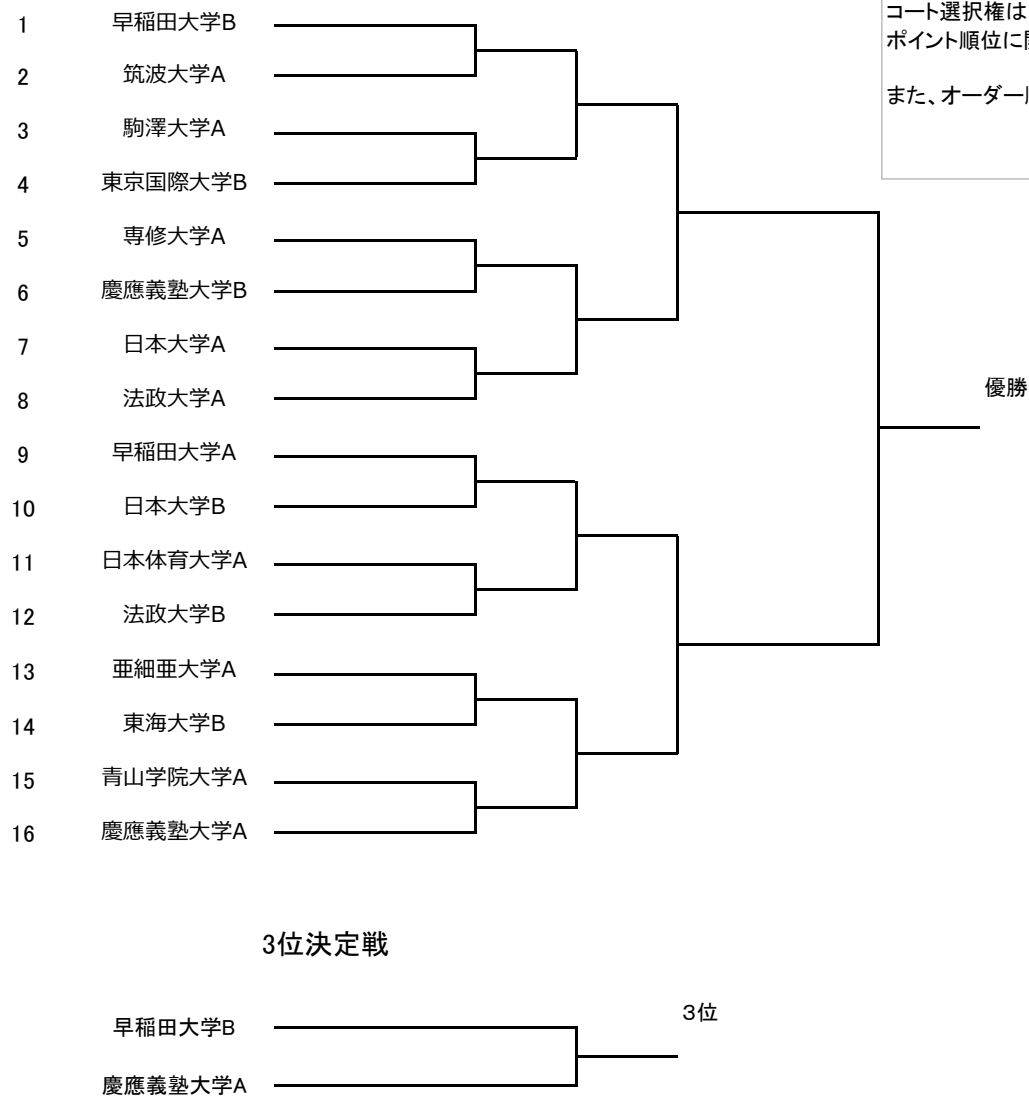 コート選択権は
ポイント順位に
また、オーダー
1 早稲田大学B
2 筑波大学A
3 駒澤大学A
4 東京国際大学B
5 専修大学A
6 慶應義塾大学B
7 日本大学A
8 法政大学A
優勝
9 早稲田大学A
10 日本大学B
11 日本体育大学A
12 法政大学B
13 亜細亜大学A
14 東海大学B
15 青山学院大学A
16 慶應義塾大学A
3位決定戦
３位
早稲田大学B
慶應義塾大学A